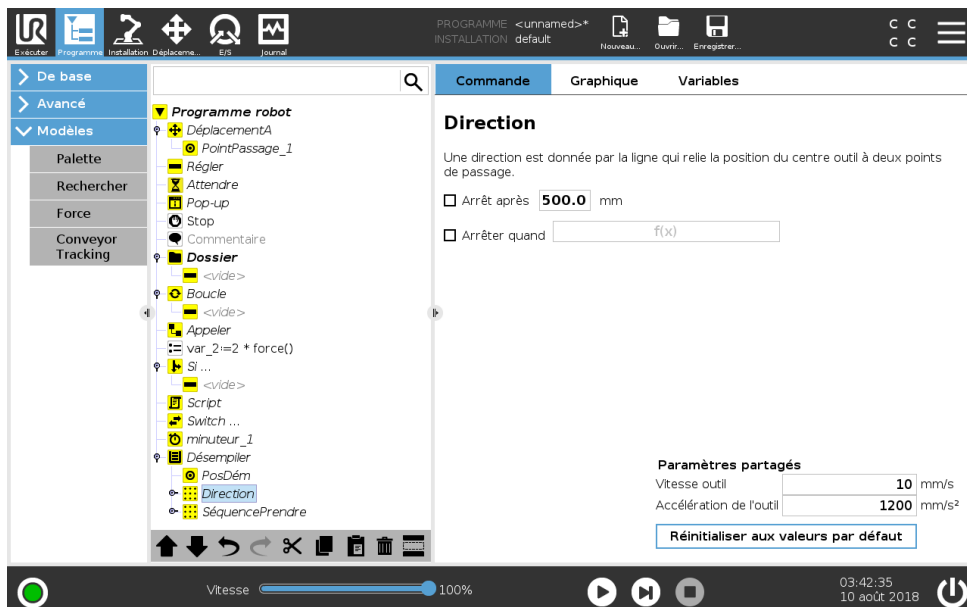 UR
PROGRAMME <unnamed>*
INSTALLATION default
C C
C C
Exécuter
Programme
Installation
Déplaceme...
E/S
Journal
Nouveau...
Ouvrir...
Enregistrer...
De base
Avancé
Modèles
Palette
Rechercher
Force
Conveyor
Tracking
Programme robot
DéplacementA
PointPassage_1
Régler
Attendre
Pop-up
Stop
Commentaire
Dossier
<vide>
Boucle
<vide>
Appeler
var_2:=2 * force()
Si ...
<vide>
Script
Switch ...
minuteur_1
Désempiler
PosDém
Direction
SéquencePrendre
Commande
Graphique
Variables
Direction
Une direction est donnée par la ligne qui relie la position du centre outil à deux points
de passage.
Arrêt après 500.0 mm
Arrêter quand f(x)
Paramètres partagés
Vitesse outil 10 mm/s
Accélération de l'outil 1200 mm/s²
Réinitialiser aux valeurs par défaut
Vitesse 100%
03:42:35
10 août 2018